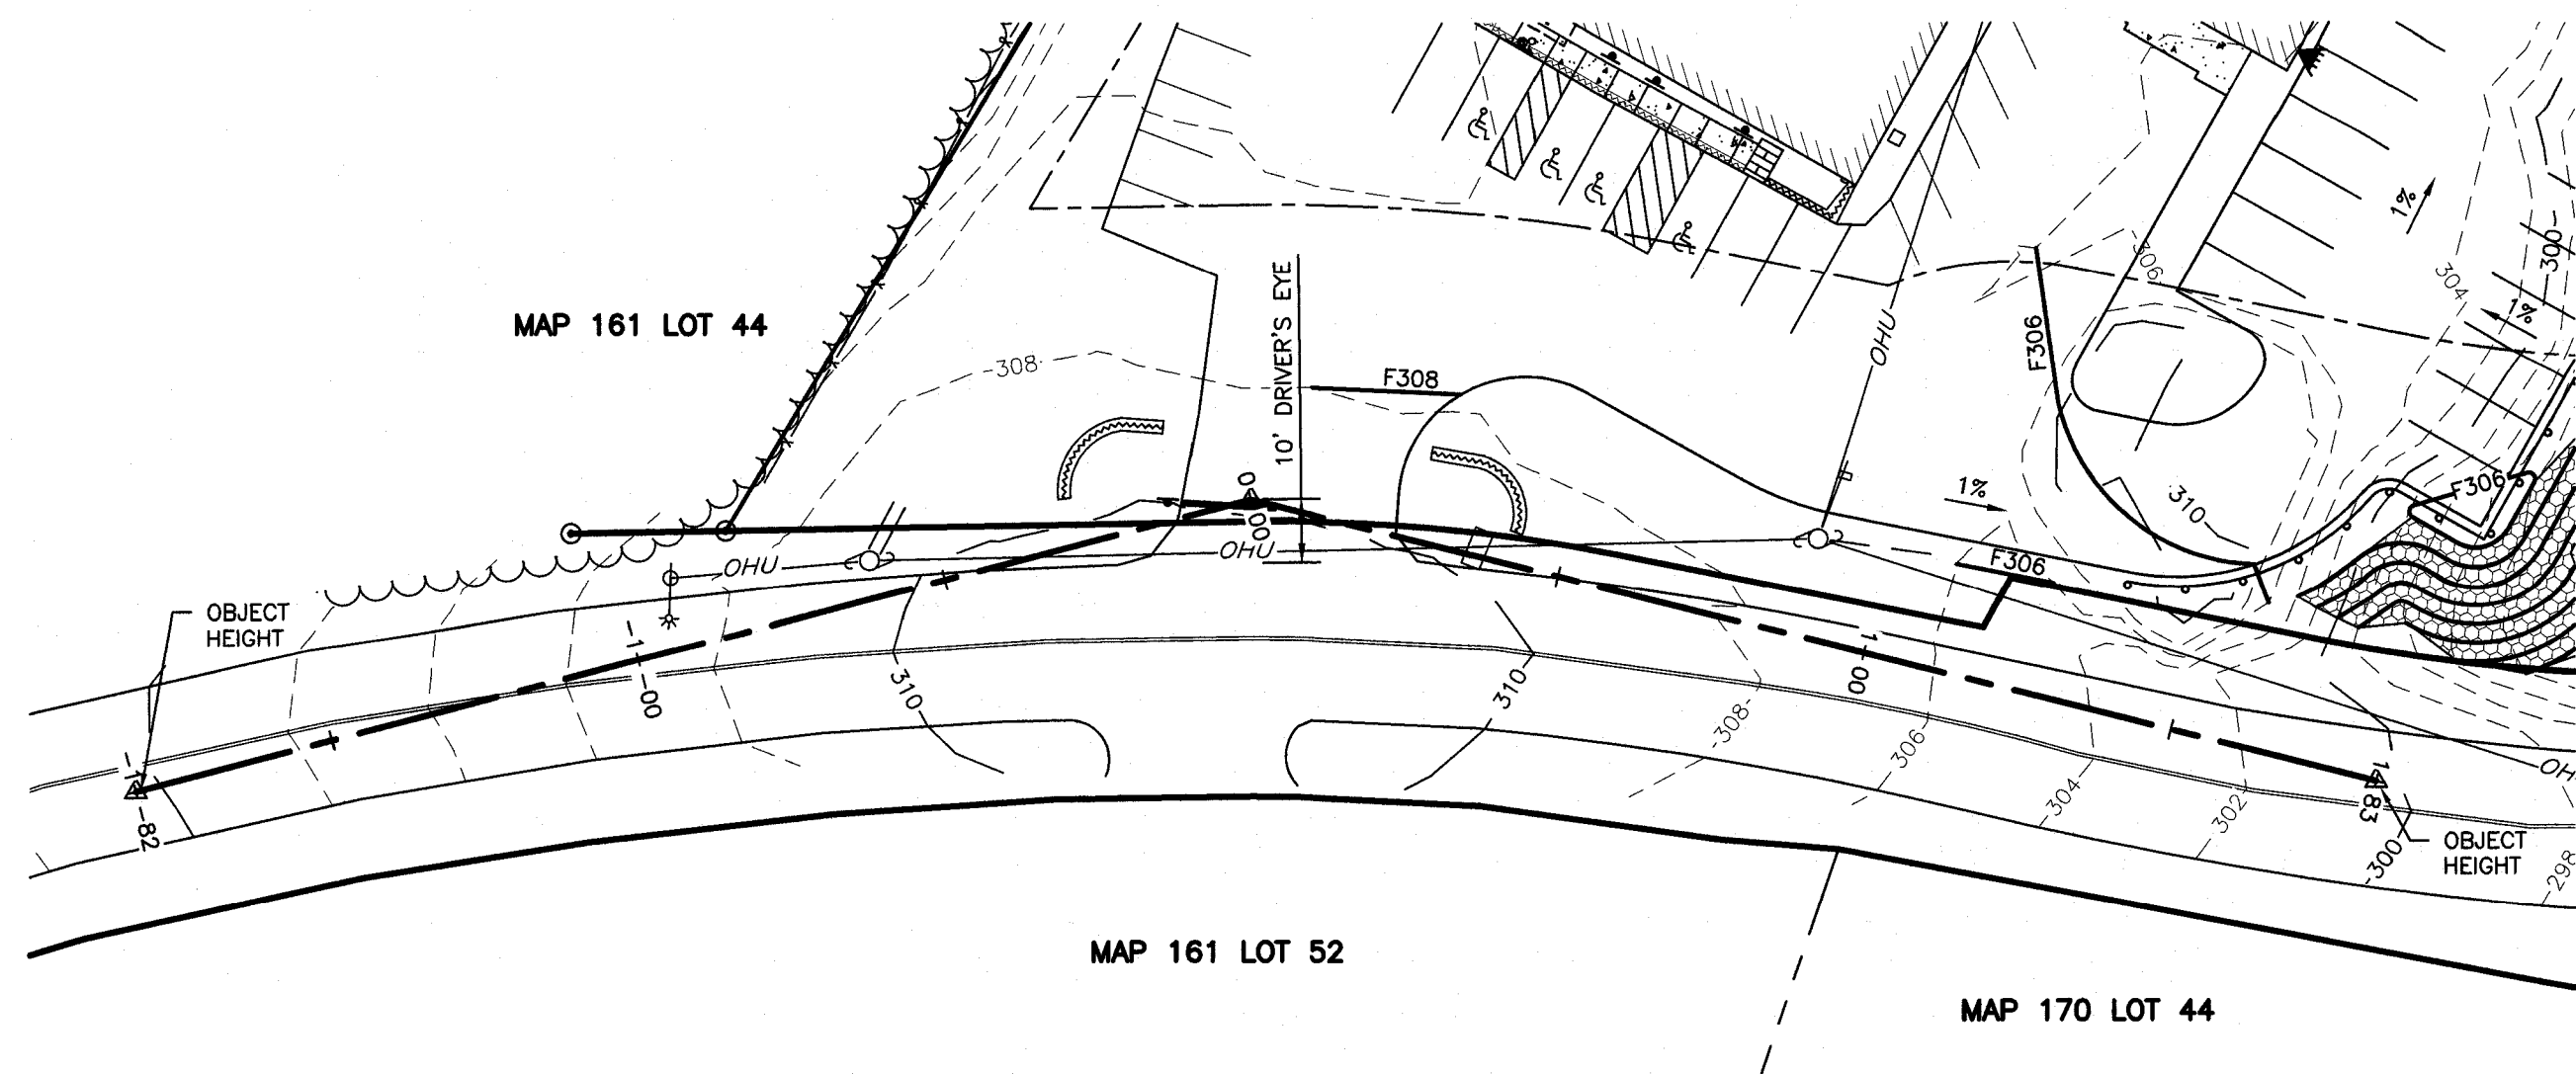 MAP 161 LOT 44
OBJECT
HEIGHT
-308-
F308
10' DRIVER'S EYE
0
00
OHU
OHU
OHU
F306
306
304
-300-
1%
1%
1%
F306
F306
310
-1
-82
-1
-00
310
310
-308-
306
-304-
-302-
-300
-298
1
00
1
83
OBJECT
HEIGHT
MAP 161 LOT 52
MAP 170 LOT 44